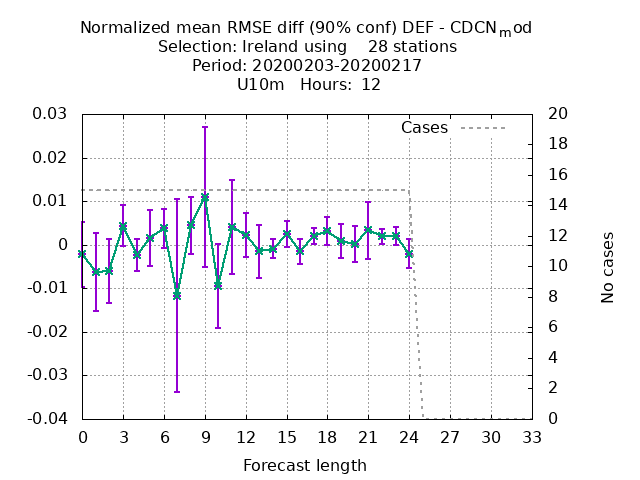 Normalized mean RMSE diff (90% conf) DEF - CDCNmod
Selection: Ireland using 28 stations
Period: 20200203-20200217
U10m Hours: 12
0.03 20
18
0.02
16
Cases
0.01 14
12
0
10
-0.01
8
-0.02 6
4
-0.03
2
-0.04 0
No cases
0 3 6 9 12 15 18 21 24 27 30 33
Forecast length